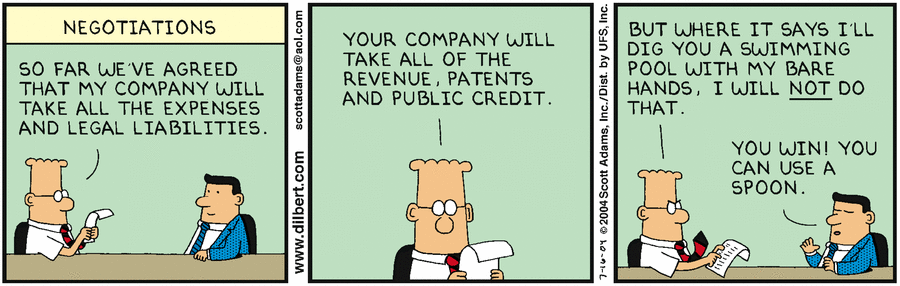 NEGOTIATIONS
SO FAR WE'VE AGREED
THAT MY COMPANY WILL
TAKE ALL THE EXPENSES
AND LEGAL LIABILITIES.
www.dilbert.com
scottadams@aol.com
YOUR COMPANY WILL
TAKE ALL OF THE
REVENUE, PATENTS
AND PUBLIC CREDIT.
7-16-04 © 2004 Scott Adams, Inc./Dist. by UFS, Inc.
BUT WHERE IT SAYS I'LL
DIG YOU A SWIMMING
POOL WITH MY BARE
HANDS, I WILL NOT DO
THAT.
YOU WIN! YOU
CAN USE A
SPOON.